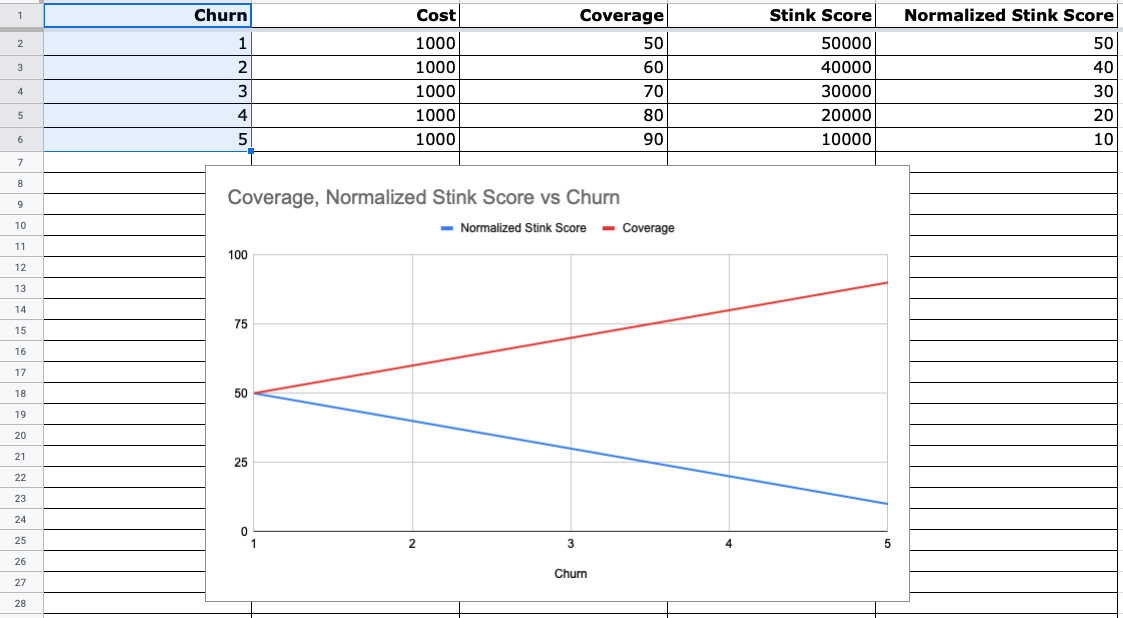 1 Churn Cost Coverage Stink Score Normalized Stink Score
2 1 1000 50 50000 50
3 2 1000 60 40000 40
4 3 1000 70 30000 30
5 4 1000 80 20000 20
6 5 1000 90 10000 10
7
8
Coverage, Normalized Stink Score vs Churn
9
10
Normalized Stink Score Coverage
11
100
12
13
14
75
15
16
17
18
50
19
20
21
25
22
23
24
0
25
1 2 3 4 5
26
Churn
27
28